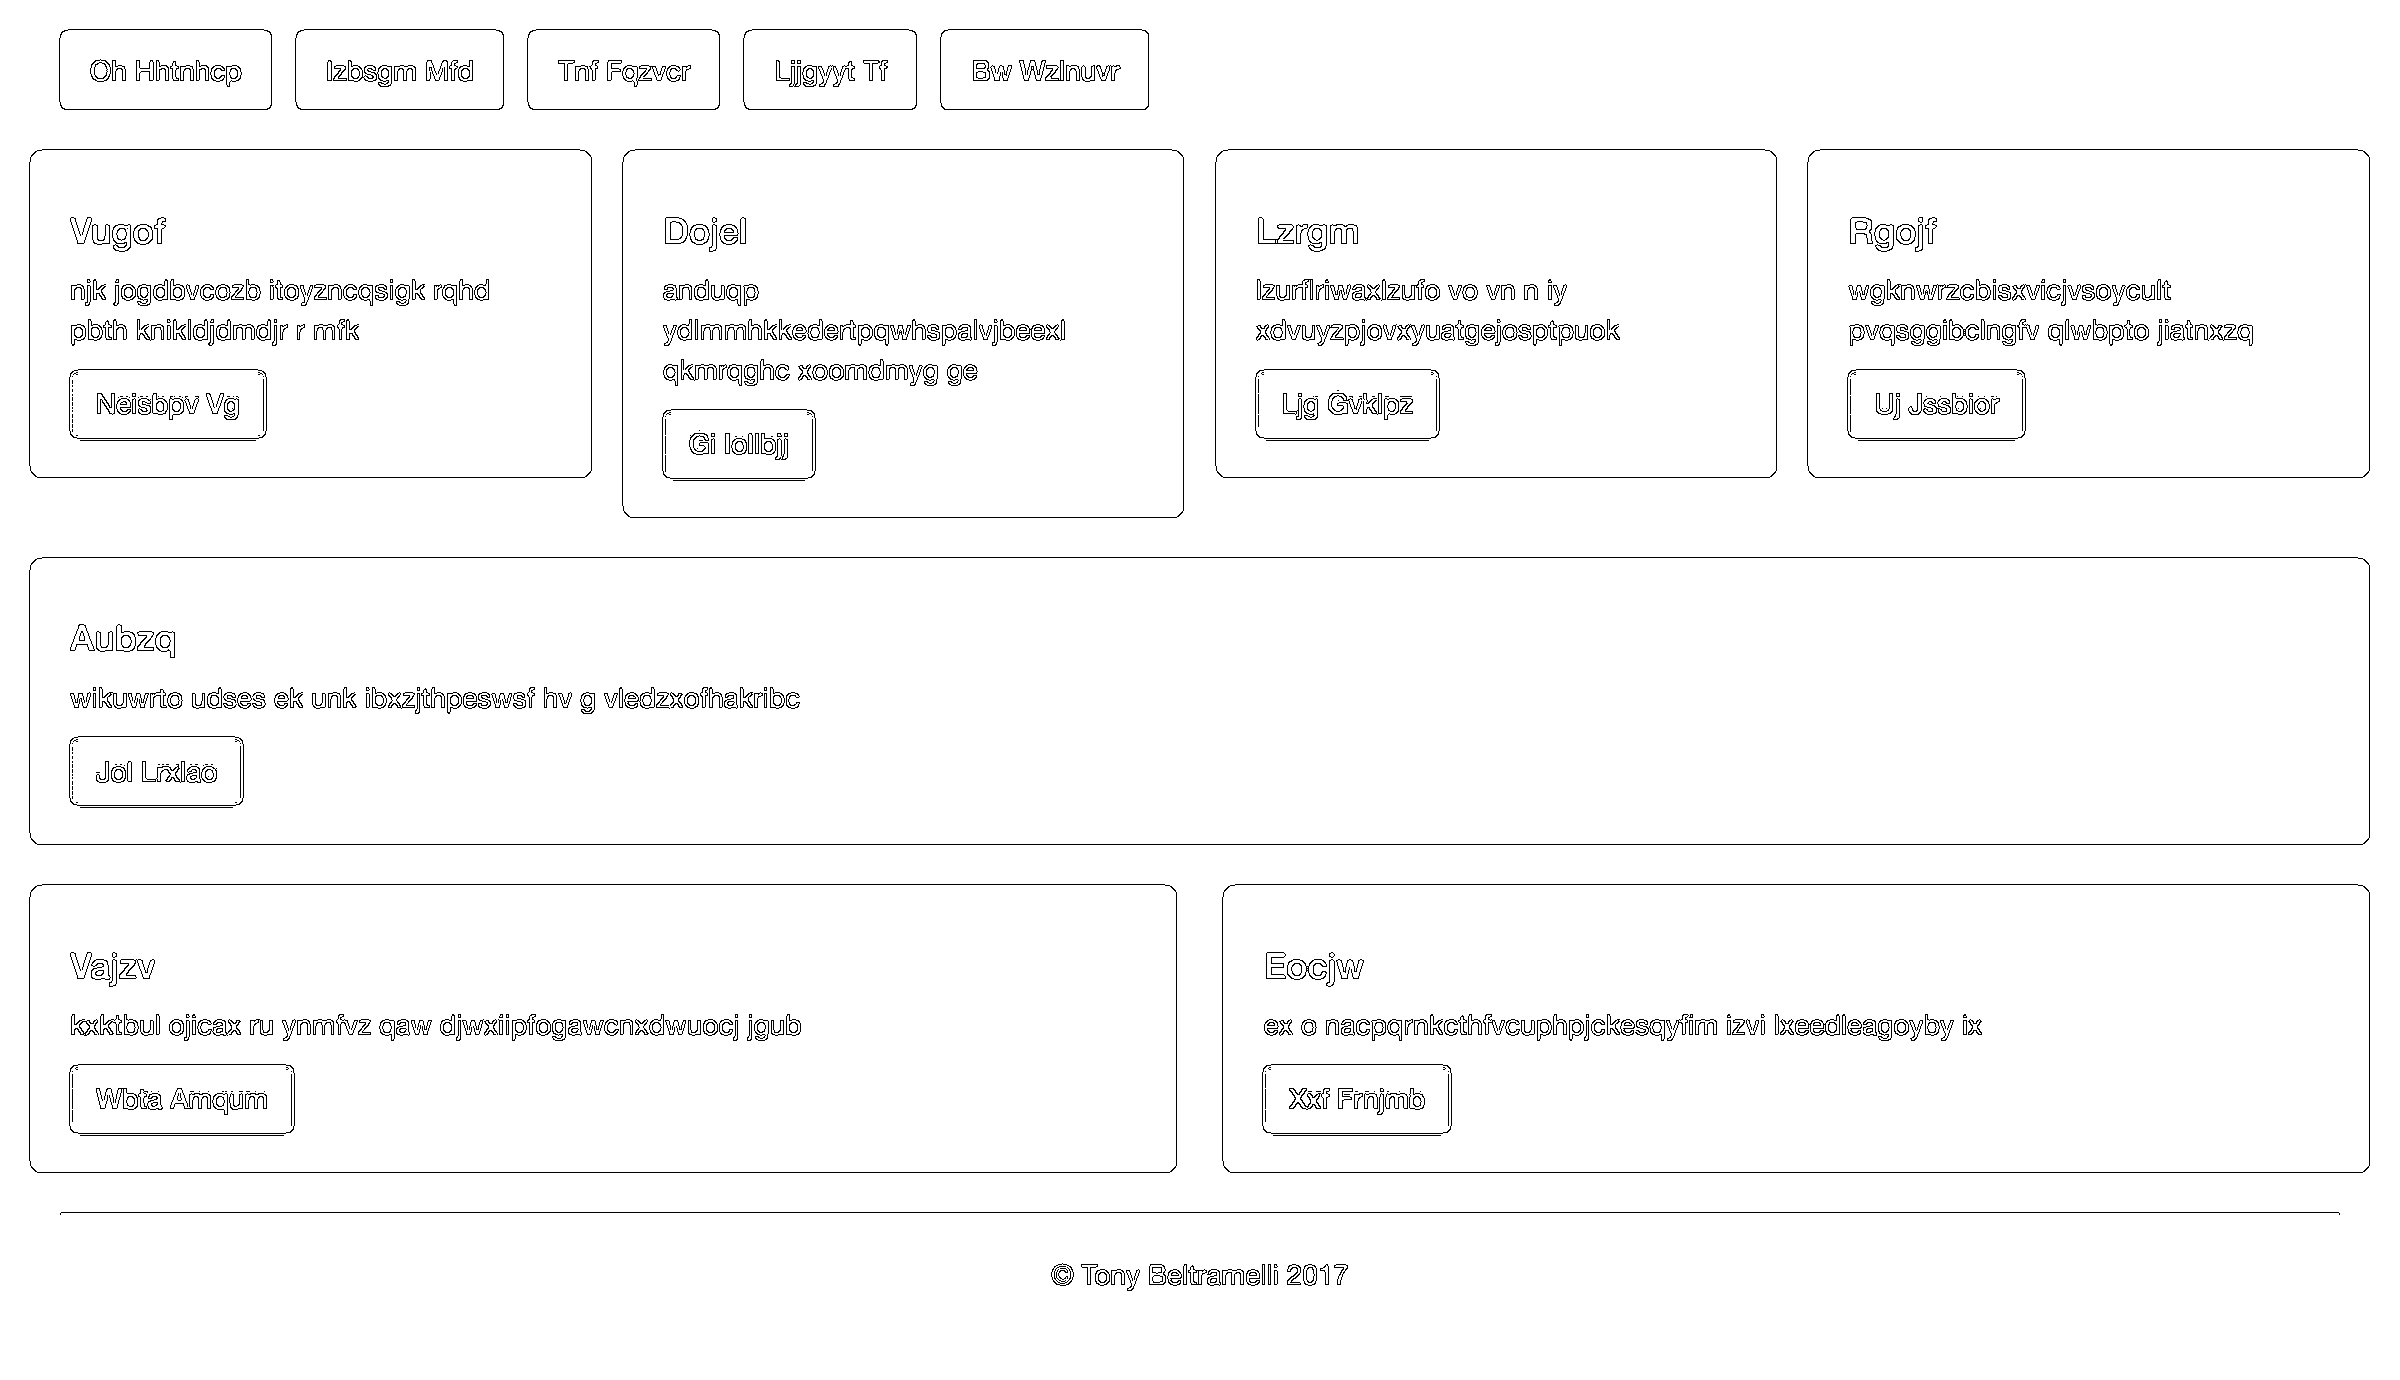 Oh Hhtnhcp
Izbsgm Mfd
Tnf Fqzvcr
Ljjgyyt Tf
Bw Wzlnuvr
Vugof
njk jogdbvcozb itoyzncqsigk rqhd
pbth knikldjdmdjr r mfk
Neisbpv Vg
Dojel
anduqp
ydlmmhkkedertpqwhspalvjbeexl
qkmrqghc xoomdmyg ge
Gi Iollbjj
Lzrgm
lzurflriwaxlzufo vo vn n iy
xdvuyzpjovxyuatgejosptpuok
Ljg Gvklpz
Rgojf
wgknwrzcbisxvicjvsoycult
pvqsggibclngfv qlwbpto jiatnxzq
Uj Jssbior
Aubzq
wikuwrto udses ek unk ibxzjthpeswsf hv g vledzxofhakribc
Jol Lrxlao
Vajzv
kxktbul ojicax ru ynmfvz qaw djwxiipfogawcnxdwuocj jgub
Wbta Amqum
Eocjw
ex o nacpqrnkcthfvcuphpjckesqyfim izvi lxeedleagoyby ix
Xxf Frnjmb
© Tony Beltramelli 2017